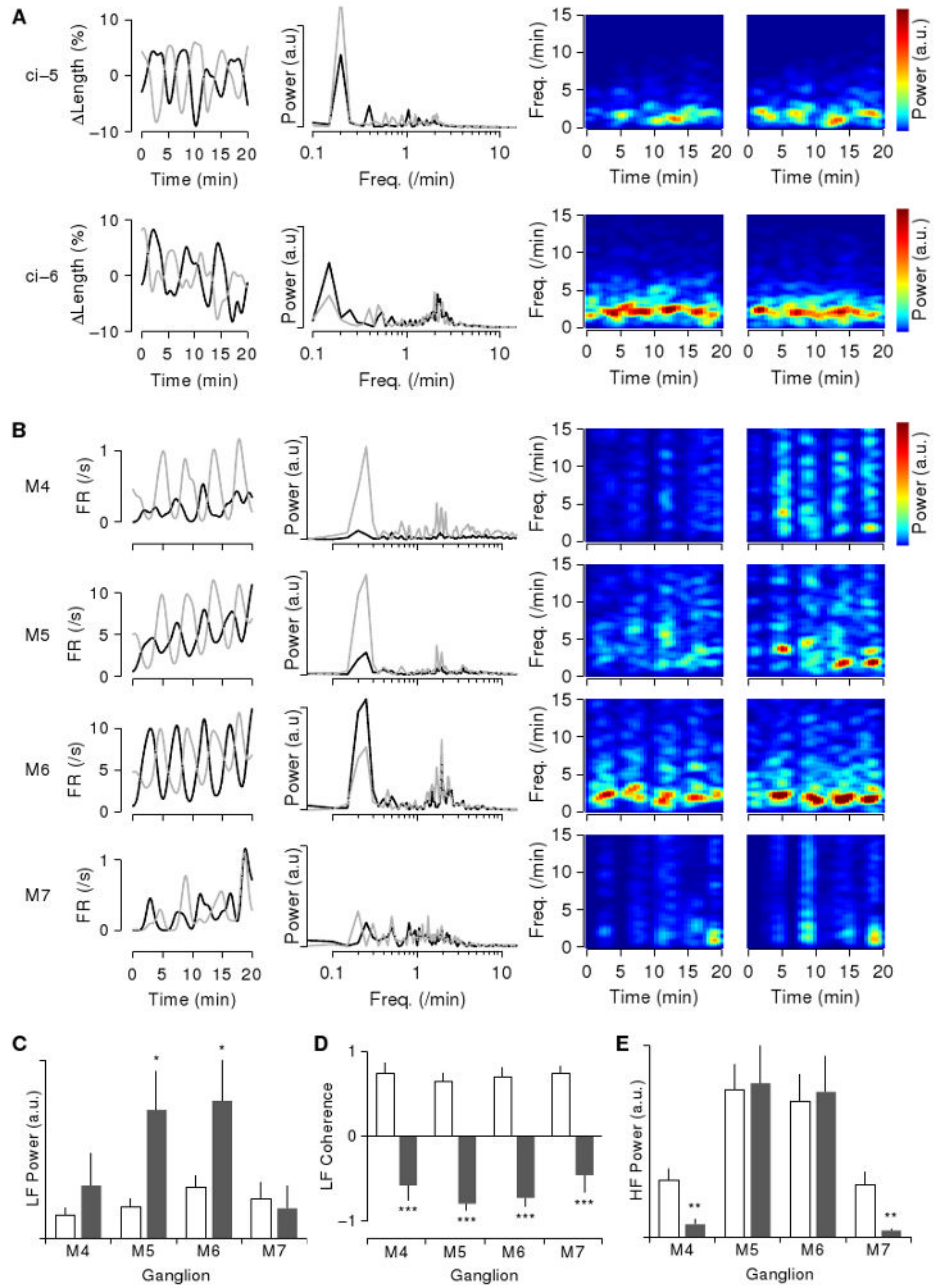 A
ci-5
ΔLength (%)
10
0
−10
0 5 10 15 20
Time (min)
Power (a.u.)
0.1 1 10
Freq. (/min)
Freq. (/min)
15
10
5
0
0 5 10 15 20
Time (min)
0 5 10 15 20
Time (min)
Power (a.u.)
ci-6
ΔLength (%)
10
0
−10
0 5 10 15 20
Time (min)
Power (a.u)
0.1 1 10
Freq. (/min)
Freq. (/min)
15
10
5
0
0 5 10 15 20
Time (min)
0 5 10 15 20
Time (min)
Power (a.u.)
B
M4
FR (/s)
1
0
Power (a.u)
Freq. (/min)
15
10
5
0
Power (a.u.)
M5
FR (/s)
10
5
0
Power (a.u)
Freq. (/min)
15
10
5
0
M6
FR (/s)
10
5
0
Power (a.u)
Freq. (/min)
15
10
5
0
M7
FR (/s)
1
0
0 5 10 15 20
Time (min)
Power (a.u)
0.1 1 10
Freq. (/min)
Freq. (/min)
15
10
5
0
0 5 10 15 20
Time (min)
0 5 10 15 20
Time (min)
C
LF Power (a.u.)
* *
M4 M5 M6 M7
Ganglion
D
LF Coherence
1
0
−1
*** *** *** ***
M4 M5 M6 M7
Ganglion
E
HF Power (a.u.)
** **
M4 M5 M6 M7
Ganglion